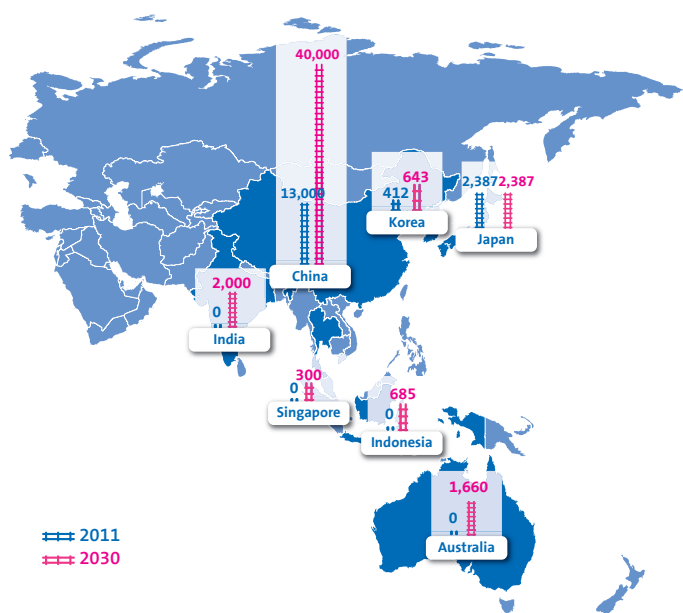 40,000
13,000
China
412
643
Korea
2,387
2,387
Japan
2,000
0
India
300
0
Singapore
685
0
Indonesia
1,660
0
Australia
2011
2030